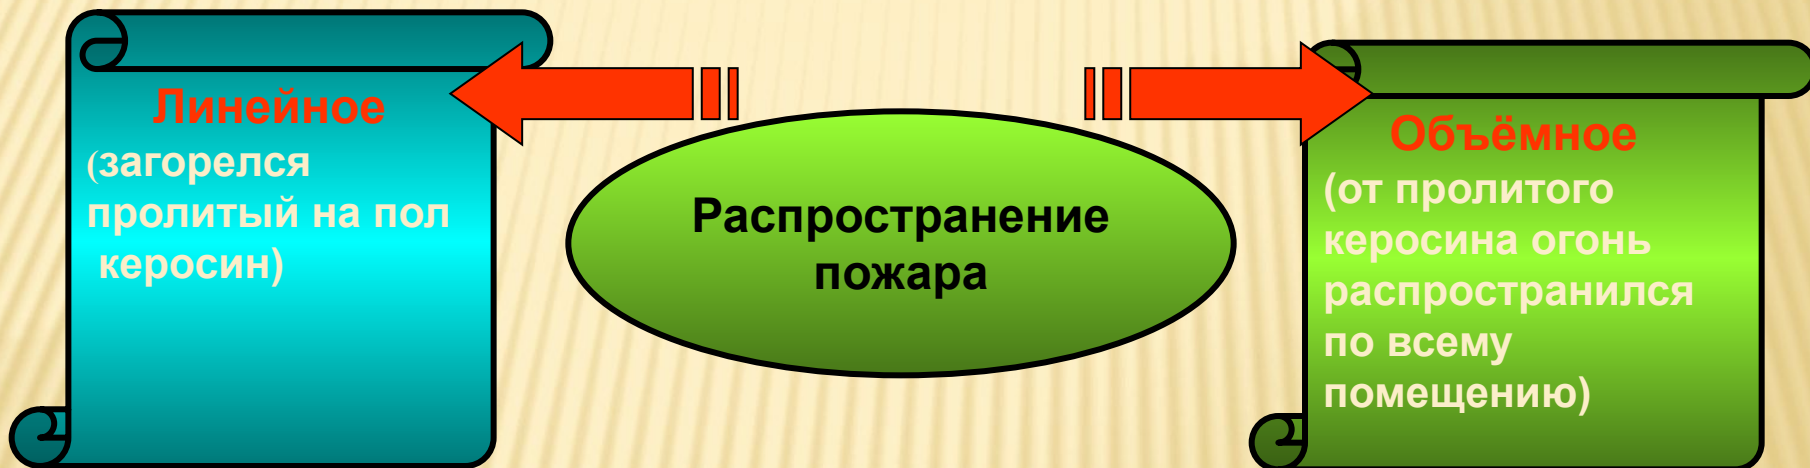 Линейное
(загорелся
пролитый на пол
керосин)
Распространение
пожара
Объёмное
(от пролитого
керосина огонь
распространился
по всему
помещению)